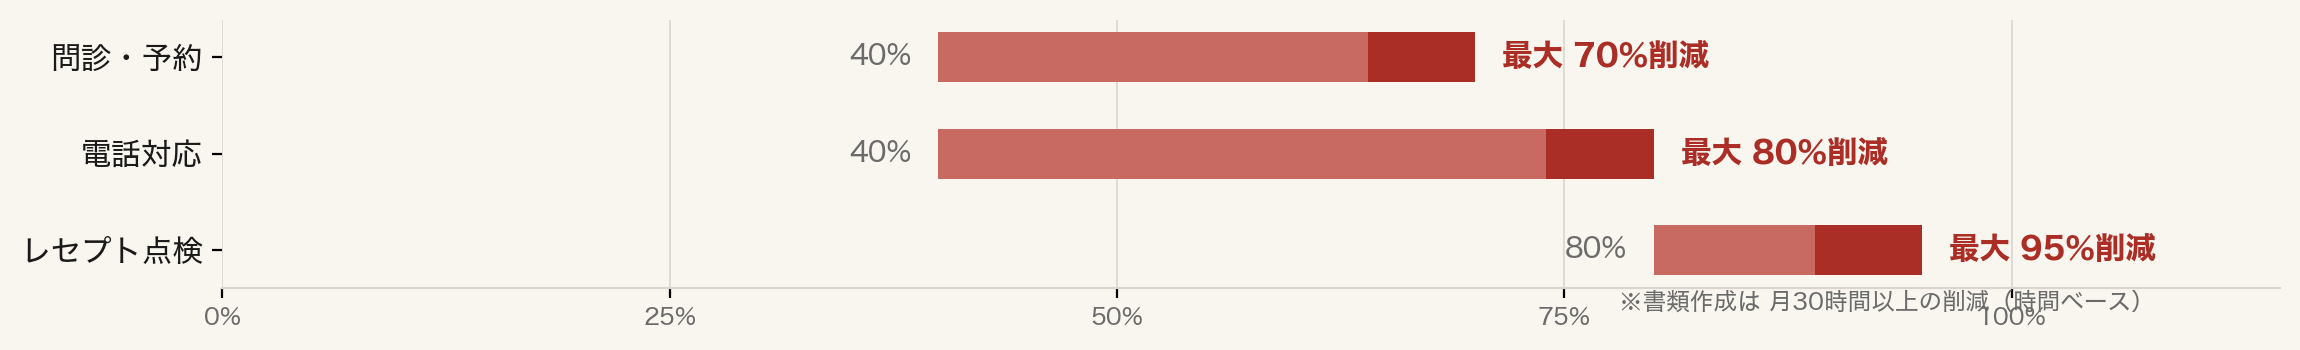 問診・予約 40% 最大 70%削減
電話対応 40% 最大 80%削減
レセプト点検 80% 最大 95%削減
※書類作成は 月30時間以上の削減（時間ベース）
0% 25% 50% 75% 100%